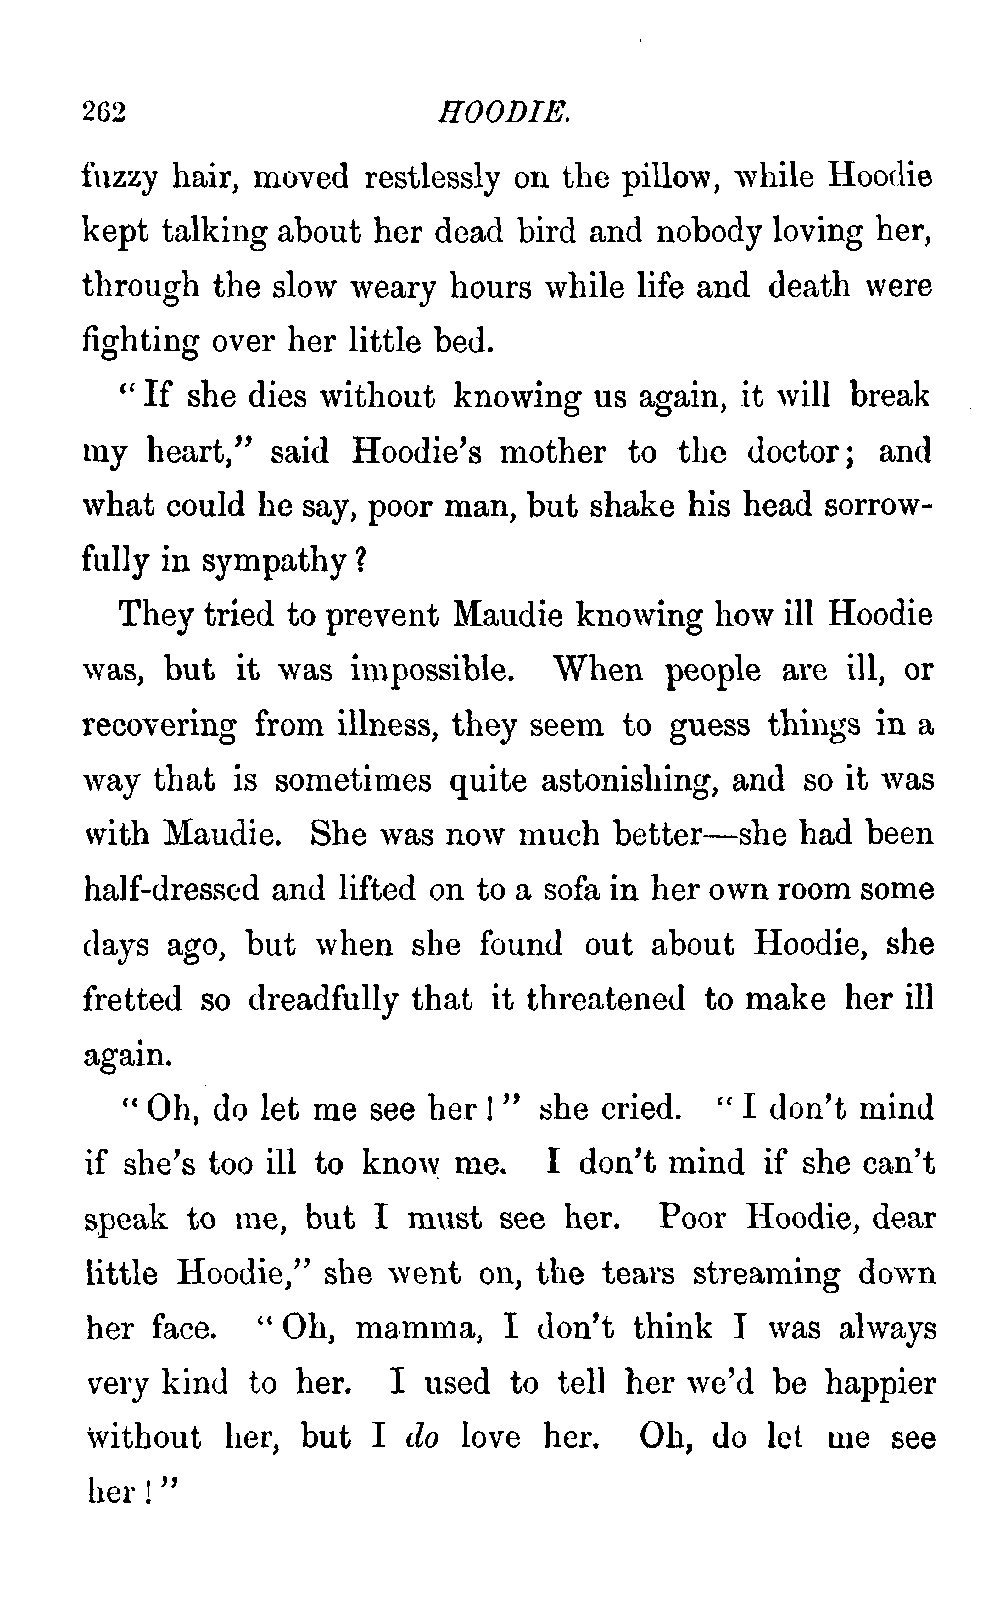 262 HOODIE.
fuzzy hair, moved restlessly on the pillow, while Hoodie
kept talking about her dead bird and nobody loving her,
through the slow weary hours while life and death were
fighting over her little bed.
“If she dies without knowing us again, it will break
my heart,” said Hoodie’s mother to the doctor; and
what could he say, poor man, but shake his head sorrow-
fully in sympathy?
They tried to prevent Maudie knowing how ill Hoodie
was, but it was impossible. When people are ill, or
recovering from illness, they seem to guess things in a
way that is sometimes quite astonishing, and so it was
with Maudie. She was now much better—she had been
half-dressed and lifted on to a sofa in her own room some
days ago, but when she found out about Hoodie, she
fretted so dreadfully that it threatened to make her ill
again.
“Oh, do let me see her!” she cried. “I don’t mind
if she’s too ill to know me. I don’t mind if she can’t
speak to me, but I must see her. Poor Hoodie, dear
little Hoodie,” she went on, the tears streaming down
her face. “Oh, mamma, I don’t think I was always
very kind to her. I used to tell her we’d be happier
without her, but I do love her. Oh, do let me see
her!”